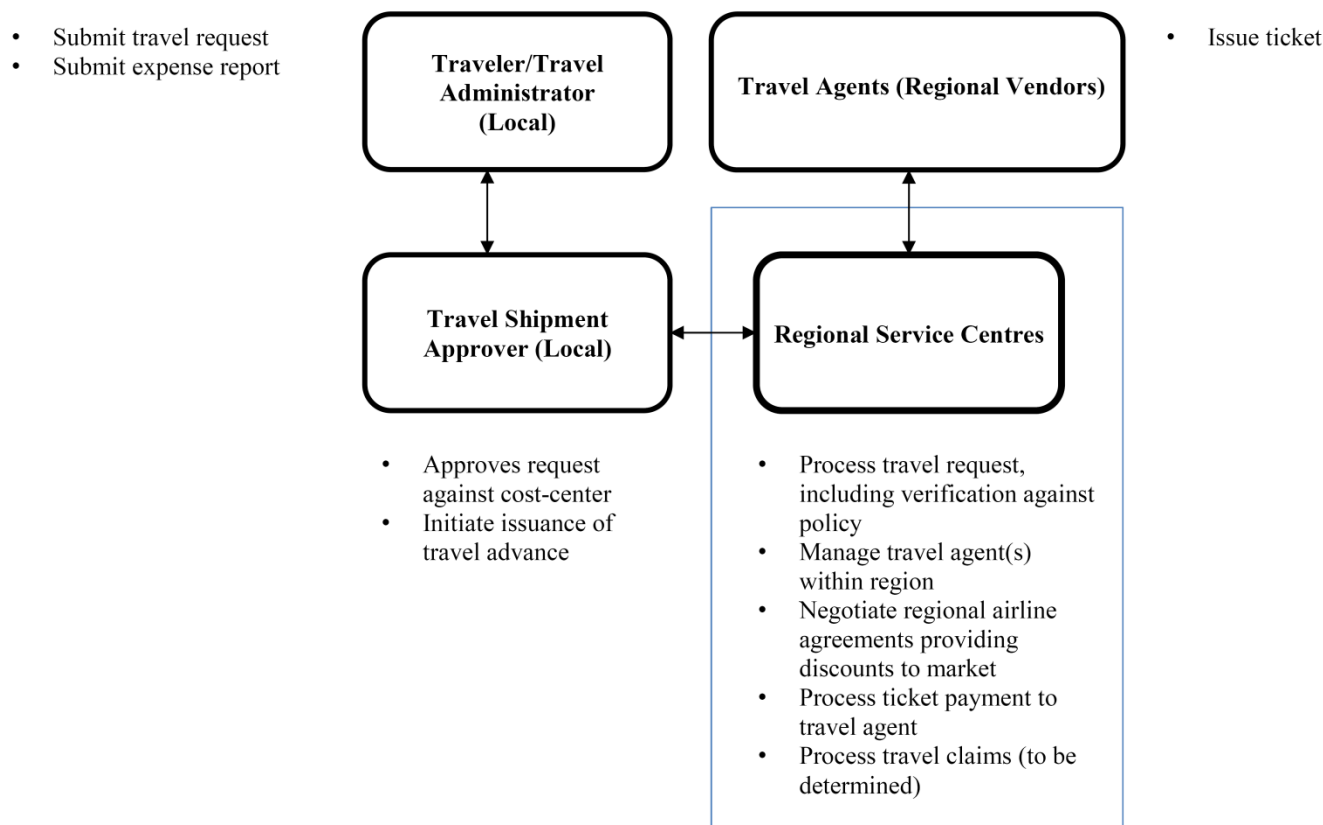 • Submit travel request
• Submit expense report
Traveler/Travel
Administrator
(Local)
Travel Agents (Regional Vendors)
• Issue ticket
Travel Shipment
Approver (Local)
Regional Service Centres
• Approves request
against cost-center
• Initiate issuance of
travel advance
• Process travel request,
including verification against
policy
• Manage travel agent(s)
within region
• Negotiate regional airline
agreements providing
discounts to market
• Process ticket payment to
travel agent
• Process travel claims (to be
determined)